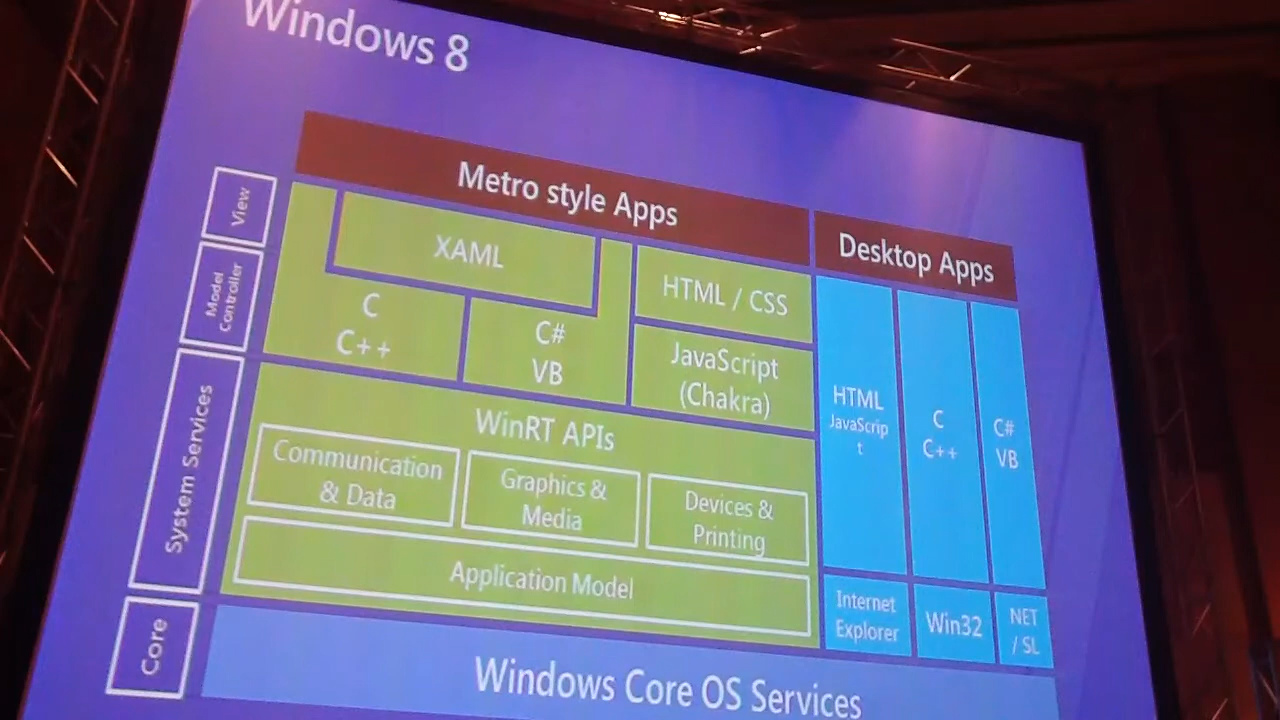 Windows 8
Metro style Apps
Desktop Apps
View
Model
Controller
System Services
Core
XAML
C
C++
C#
VB
HTML / CSS
JavaScript
(Chakra)
WinRT APIs
Communication
& Data
Graphics &
Media
Devices &
Printing
Application Model
HTML
JavaScrip
t
C
C++
C#
VB
Internet
Explorer
Win32
NET
/ SL
Windows Core OS Services